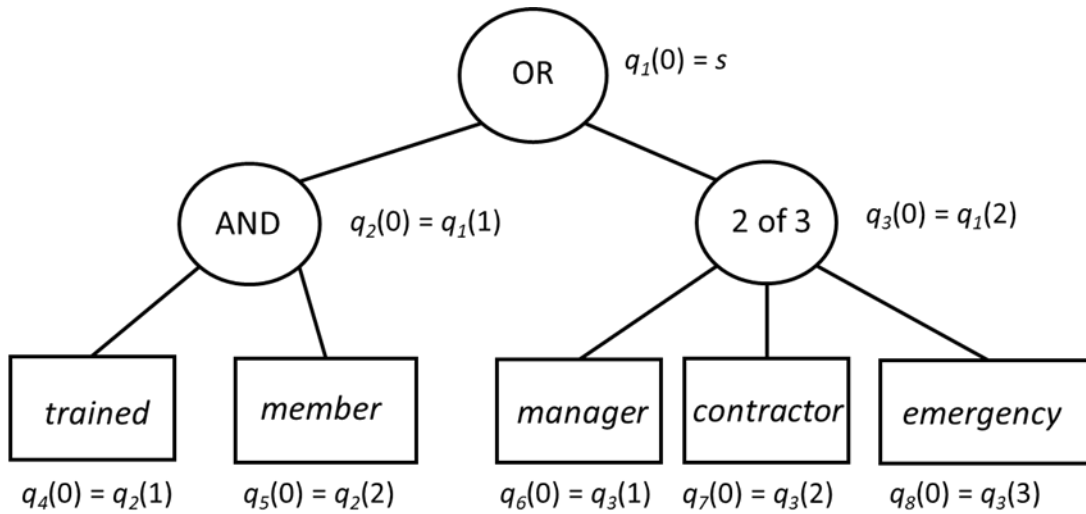 OR
q1(0) = s
AND
q2(0) = q1(1)
2 of 3
q3(0) = q1(2)
trained
member
manager
contractor
emergency
q4(0) = q2(1)
q5(0) = q2(2)
q6(0) = q3(1)
q7(0) = q3(2)
q8(0) = q3(3)